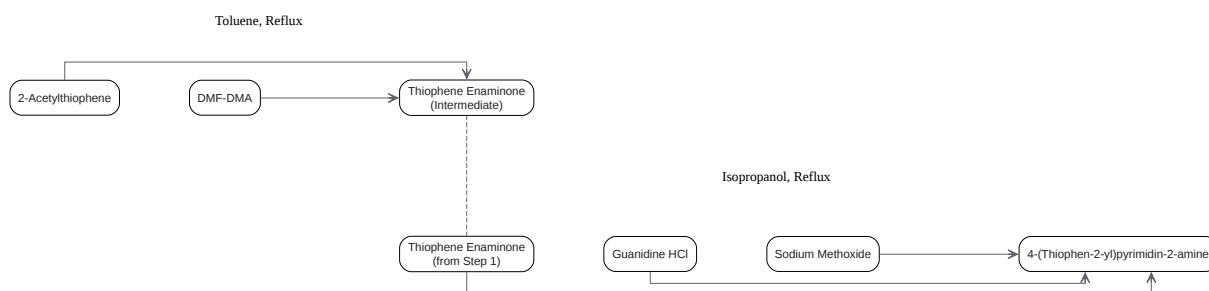 Toluene, Reflux
2-Acetylthiophene
DMF-DMA
Thiophene Enaminone
(Intermediate)
Isopropanol, Reflux
Thiophene Enaminone
(from Step 1)
Guanidine HCl
Sodium Methoxide
4-(Thiophen-2-yl)pyrimidin-2-amine